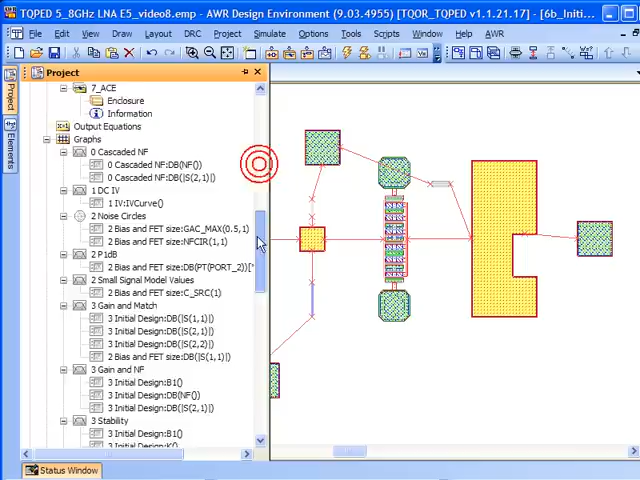 TQPED 5_8GHz LNA E5_video8.emp - AWR Design Environment (9.03.4955) [TQOR_TQPED v1.1.21.17] - [6b_Initi...
File Edit View Draw Layout DRC Project Simulate Options Tools Scripts Window Help AWR
Project
Project
Elements
7_ACE
Enclosure
Information
Output Equations
Graphs
0 Cascaded NF
0 Cascaded NF:DB(NF())
0 Cascaded NF:DB(|S(2,1)|)
1 DC IV
1 IV:IVCurve()
2 Noise Circles
2 Bias and FET size:GAC_MAX(0.5,1)
2 Bias and FET size:NFCIR(1,1)
2 P1dB
2 Bias and FET size:DB(PT(PORT_2))[
2 Small Signal Model Values
2 Bias and FET size:C_SRC(1)
3 Gain and Match
3 Initial Design:DB(|S(1,1)|)
3 Initial Design:DB(|S(2,1)|)
3 Initial Design:DB(|S(2,2)|)
2 Bias and FET size:DB(|S(1,1)|)
3 Gain and NF
3 Initial Design:B1()
3 Initial Design:DB(NF())
3 Initial Design:DB(|S(2,1)|)
3 Stability
3 Initial Design:B1()
3 Initial Design:K()
Status Window